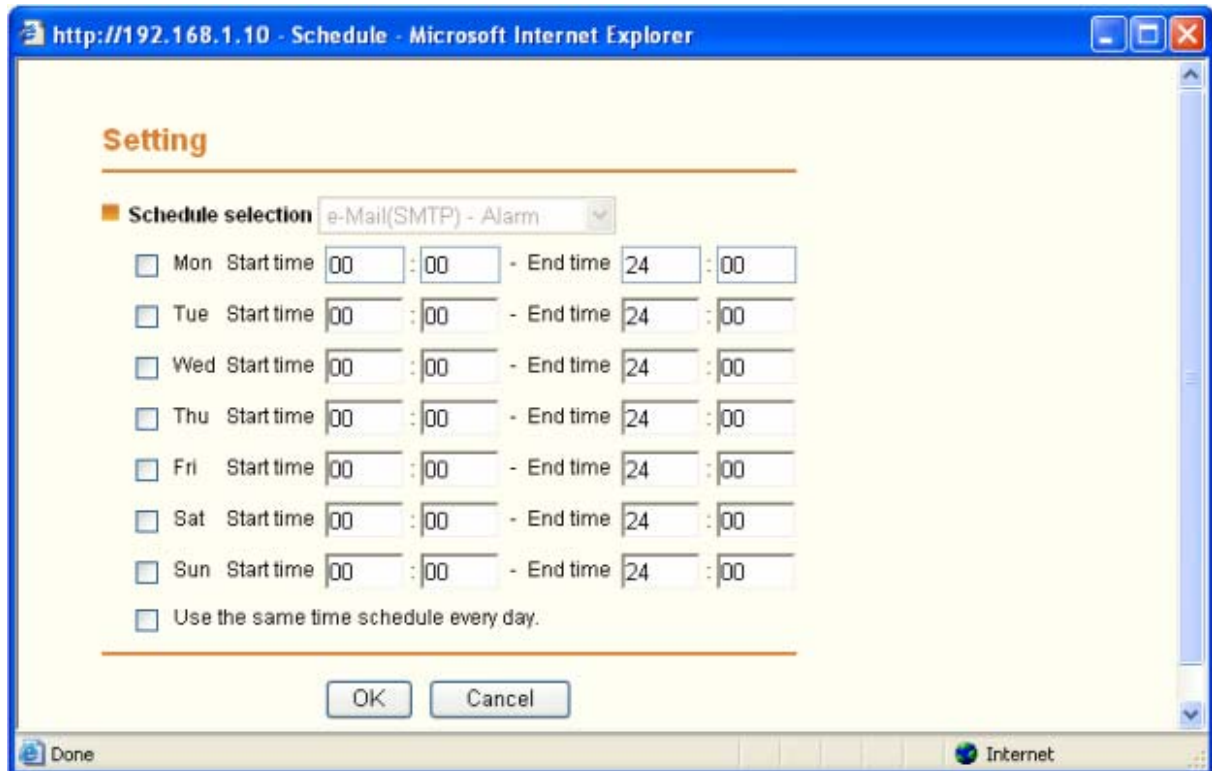 http://192.168.1.10 - Schedule - Microsoft Internet Explorer
Setting
Schedule selection e-Mail(SMTP) - Alarm
Mon Start time 00 : 00 - End time 24 : 00
Tue Start time 00 : 00 - End time 24 : 00
Wed Start time 00 : 00 - End time 24 : 00
Thu Start time 00 : 00 - End time 24 : 00
Fri Start time 00 : 00 - End time 24 : 00
Sat Start time 00 : 00 - End time 24 : 00
Sun Start time 00 : 00 - End time 24 : 00
Use the same time schedule every day.
OK Cancel
Done Internet